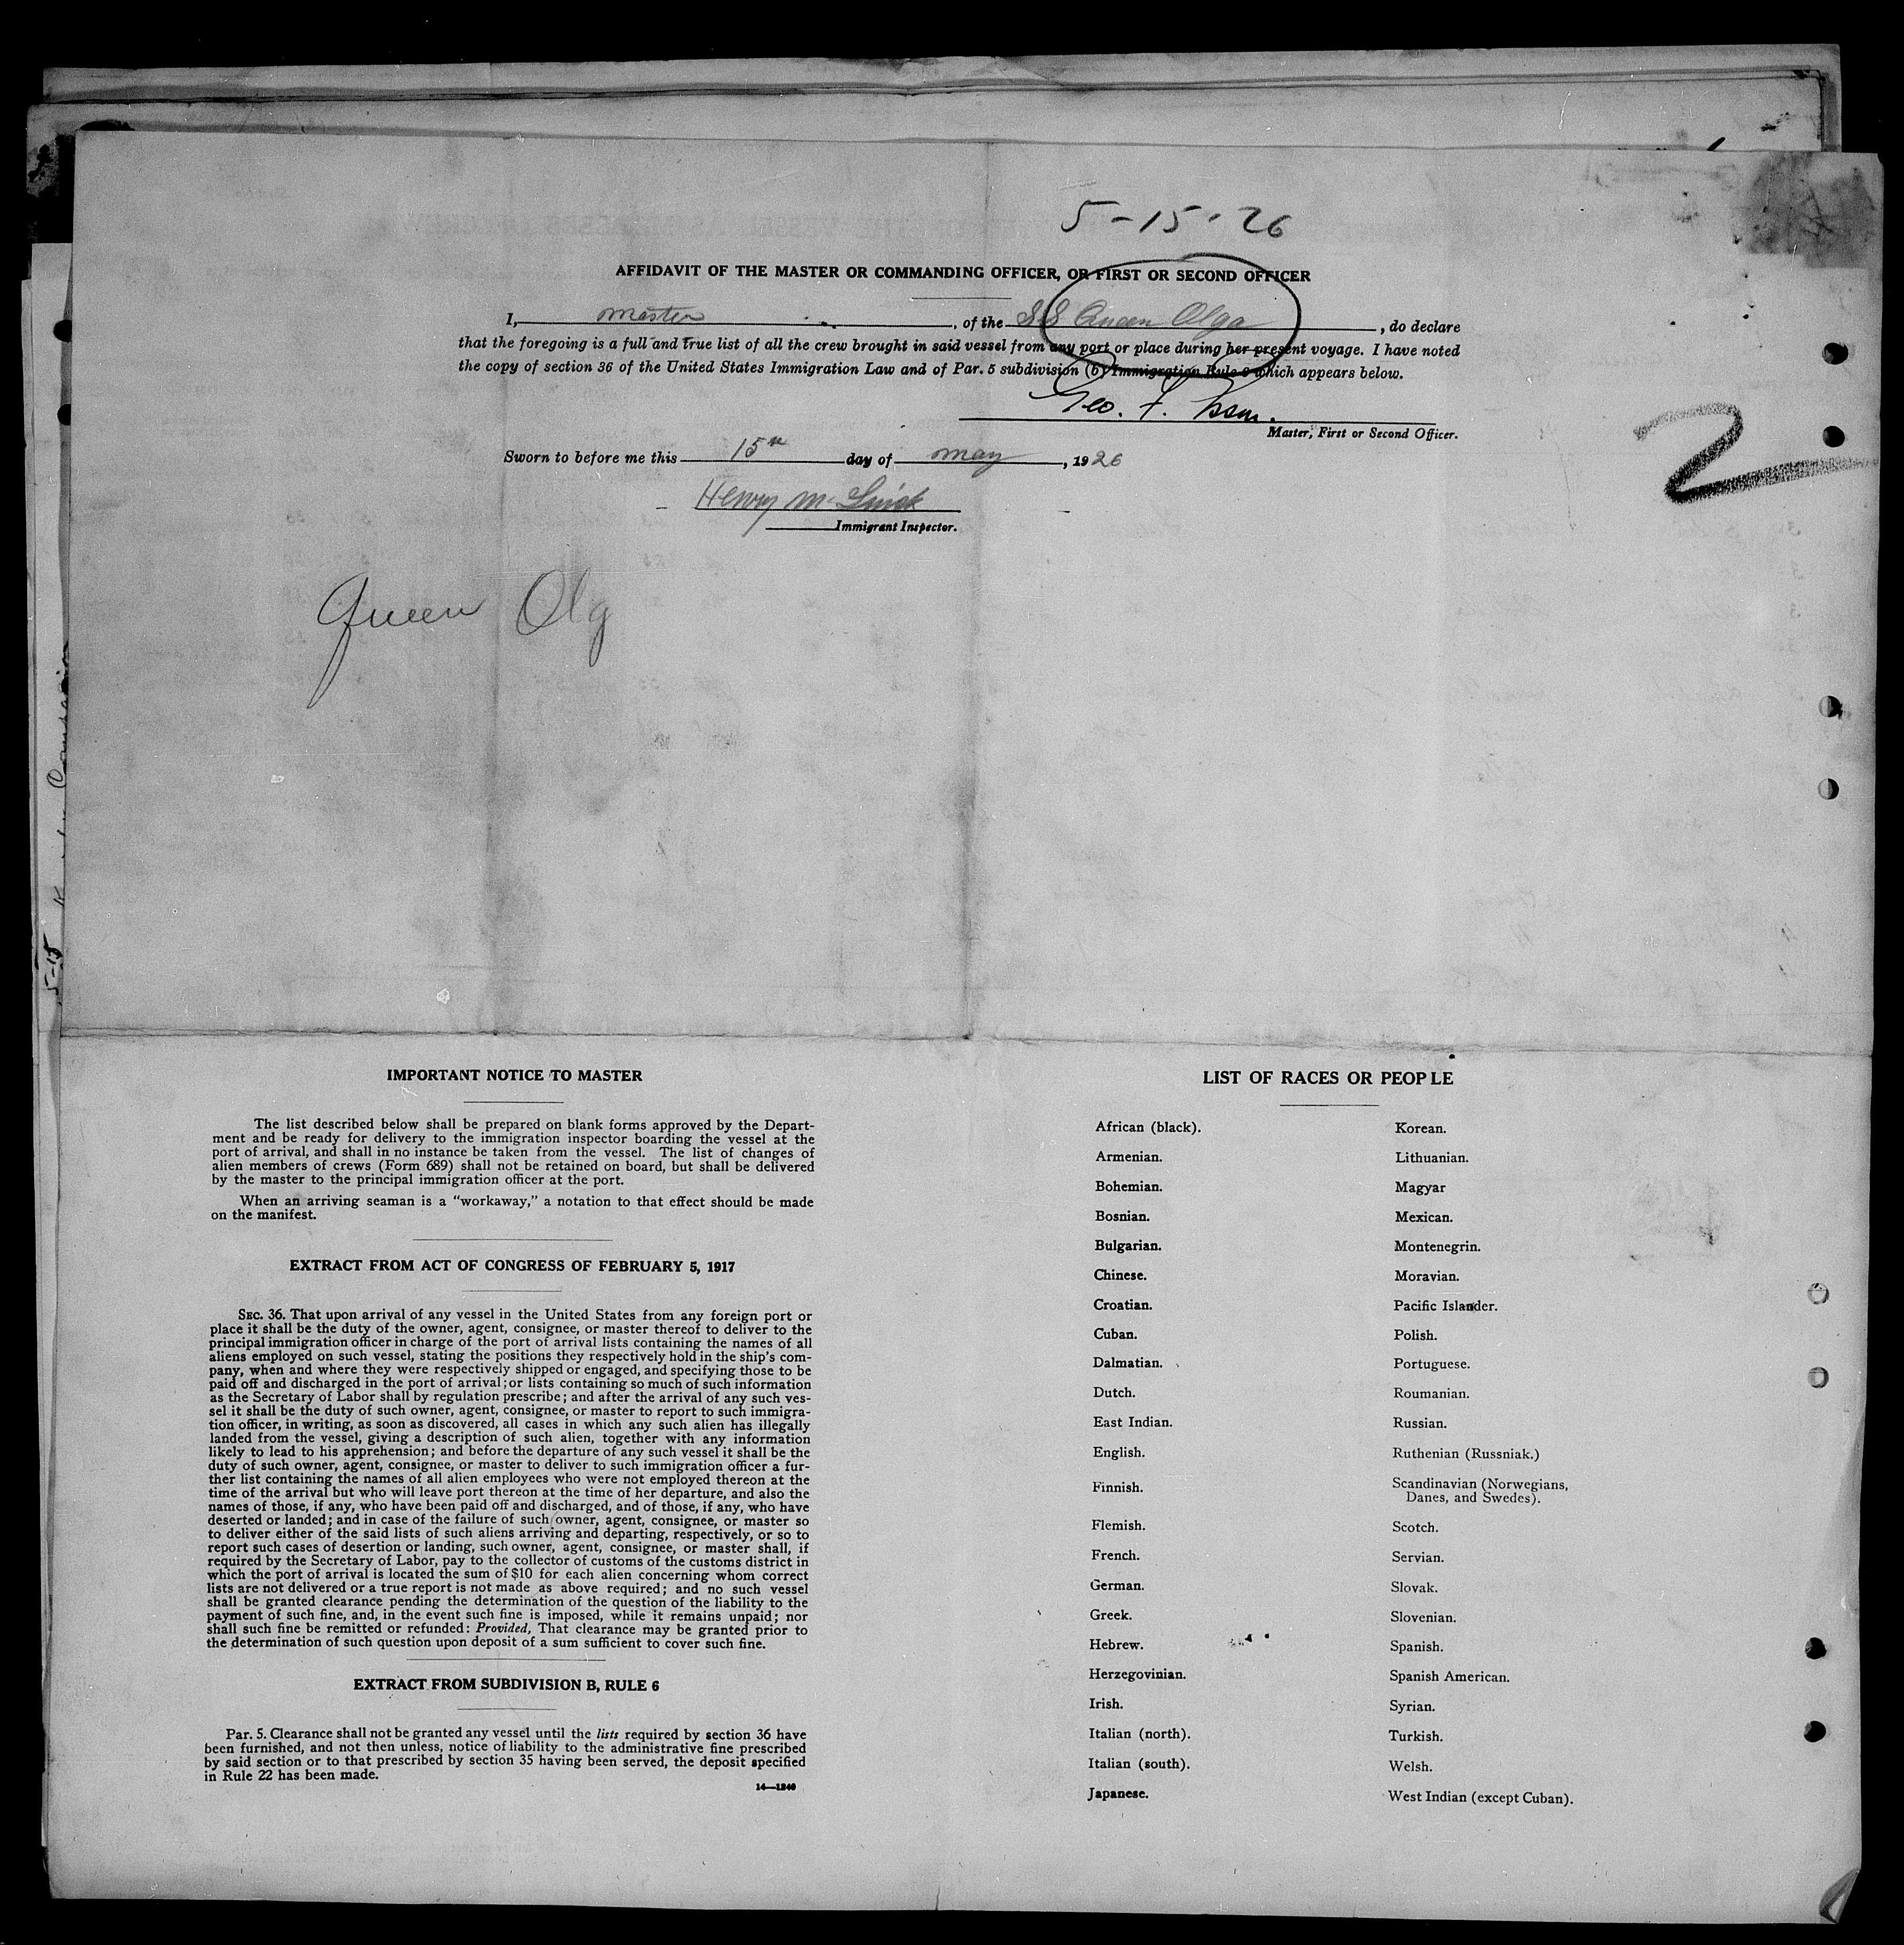 5-15-26
AFFIDAVIT OF THE MASTER OR COMMANDING OFFICER, OR FIRST OR SECOND OFFICER
I, master, of the SS Queen Olga, do declare
that the foregoing is a full and true list of all the crew brought in said vessel from any port or place during her present voyage. I have noted
the copy of section 36 of the United States Immigration Law and of Par. 5 subdivision (b) Immigration Rule 6 which appears below.
Geo. F.
Master, First or Second Officer.
2
Sworn to before me this 15th day of may, 1926
Henry
Immigrant Inspector.
Queen Olg
5-15
IMPORTANT NOTICE TO MASTER
The list described below shall be prepared on blank forms approved by the Depart-
ment and be ready for delivery to the immigration inspector boarding the vessel at the
port of arrival, and shall in no instance be taken from the vessel. The list of changes of
alien members of crews (Form 689) shall not be retained on board, but shall be delivered
by the master to the principal immigration officer at the port.
When an arriving seaman is a "workaway," a notation to that effect should be made
on the manifest.
EXTRACT FROM ACT OF CONGRESS OF FEBRUARY 5, 1917
SEC. 36. That upon arrival of any vessel in the United States from any foreign port or
place it shall be the duty of the owner, agent, consignee, or master thereof to deliver to the
principal immigration officer in charge of the port of arrival lists containing the names of all
aliens employed on such vessel, stating the positions they respectively hold in the ship's com-
pany, when and where they were respectively shipped or engaged, and specifying those to be
paid off and discharged in the port of arrival; or lists containing so much of such information
as the Secretary of Labor shall by regulation prescribe; and after the arrival of any such ves-
sel it shall be the duty of such owner, agent, consignee, or master to report to such immigra-
tion officer, in writing, as soon as discovered, all cases in which any such alien has illegally
landed from the vessel, giving a description of such alien, together with any information
likely to lead to his apprehension; and before the departure of any such vessel it shall be the
duty of such owner, agent, consignee, or master to deliver to such immigration officer a fur-
ther list containing the names of all alien employees who were not employed thereon at the
time of the arrival but who will leave port thereon at the time of her departure, and also the
names of those, if any, who have been paid off and discharged, and of those, if any, who have
deserted or landed; and in case of the failure of such owner, agent, consignee, or master so
to deliver either of the said lists of such aliens arriving and departing, respectively, or so to
report such cases of desertion or landing, such owner, agent, consignee, or master shall, if
required by the Secretary of Labor, pay to the collector of customs of the customs district in
which the port of arrival is located the sum of $10 for each alien concerning whom correct
lists are not delivered or a true report is not made as above required; and no such vessel
shall be granted clearance pending the determination of the question of the liability to the
payment of such fine, and, in the event such fine is imposed, while it remains unpaid; nor
shall such fine be remitted or refunded: Provided, That clearance may be granted prior to
the determination of such question upon deposit of a sum sufficient to cover such fine.
EXTRACT FROM SUBDIVISION B, RULE 6
Par. 5. Clearance shall not be granted any vessel until the lists required by section 36 have
been furnished, and not then unless, notice of liability to the administrative fine prescribed
by said section or to that prescribed by section 35 having been served, the deposit specified
in Rule 22 has been made.
14—1240
LIST OF RACES OR PEOPLE
African (black).
Armenian.
Bohemian.
Bosnian.
Bulgarian.
Chinese.
Croatian.
Cuban.
Dalmatian.
Dutch.
East Indian.
English.
Finnish.
Flemish.
French.
German.
Greek.
Hebrew.
Herzegovinian.
Irish.
Italian (north).
Italian (south).
Japanese.
Korean.
Lithuanian.
Magyar
Mexican.
Montenegrin.
Moravian.
Pacific Islander.
Polish.
Portuguese.
Roumanian.
Russian.
Ruthenian (Russniak.)
Scandinavian (Norwegians,
Danes, and Swedes).
Scotch.
Servian.
Slovak.
Slovenian.
Spanish.
Spanish American.
Syrian.
Turkish.
Welsh.
West Indian (except Cuban).